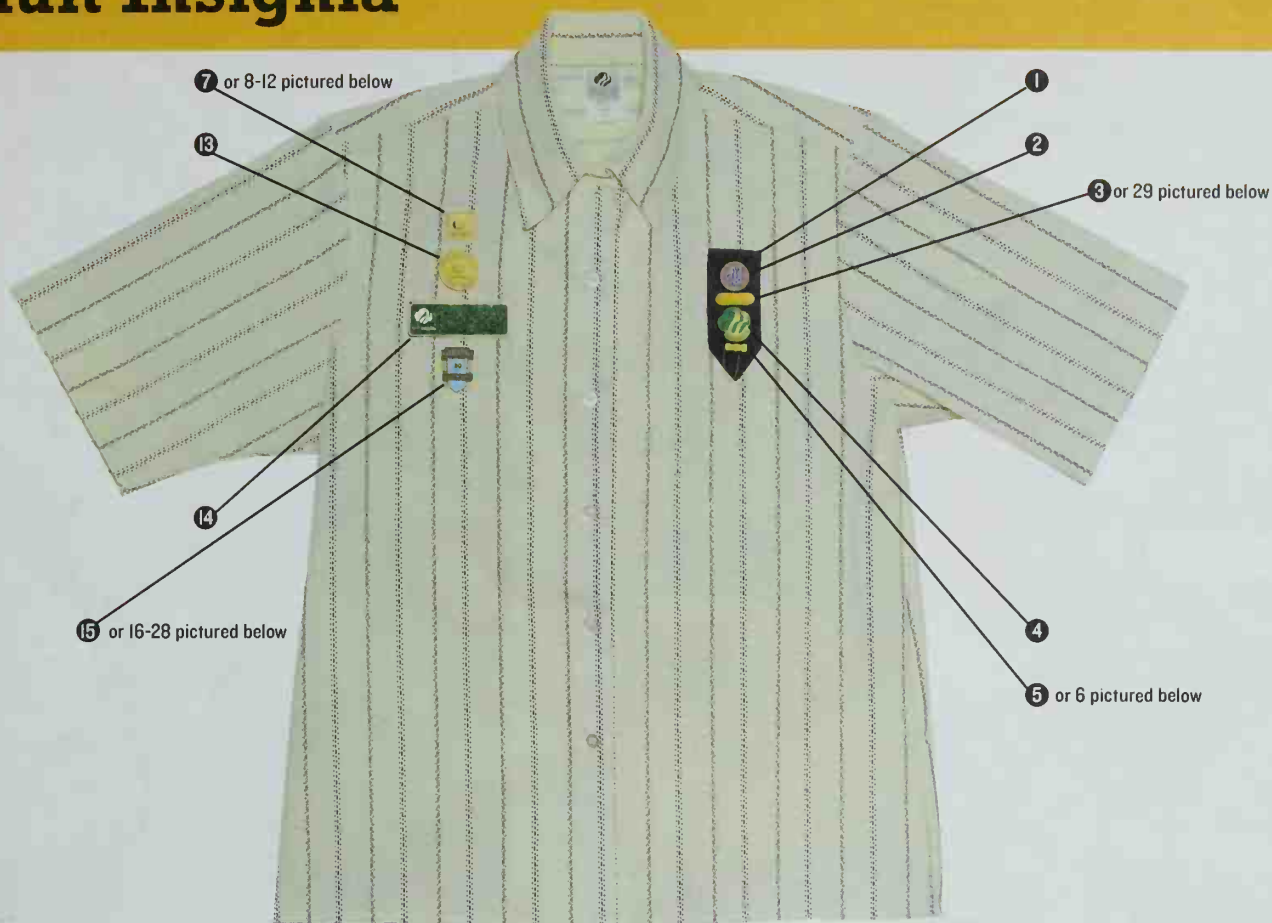 Insignia
7 or 8-12 pictured below
1
13
2
3 or 29 pictured below
14
15 or 16-28 pictured below
4
5 or 6 pictured below